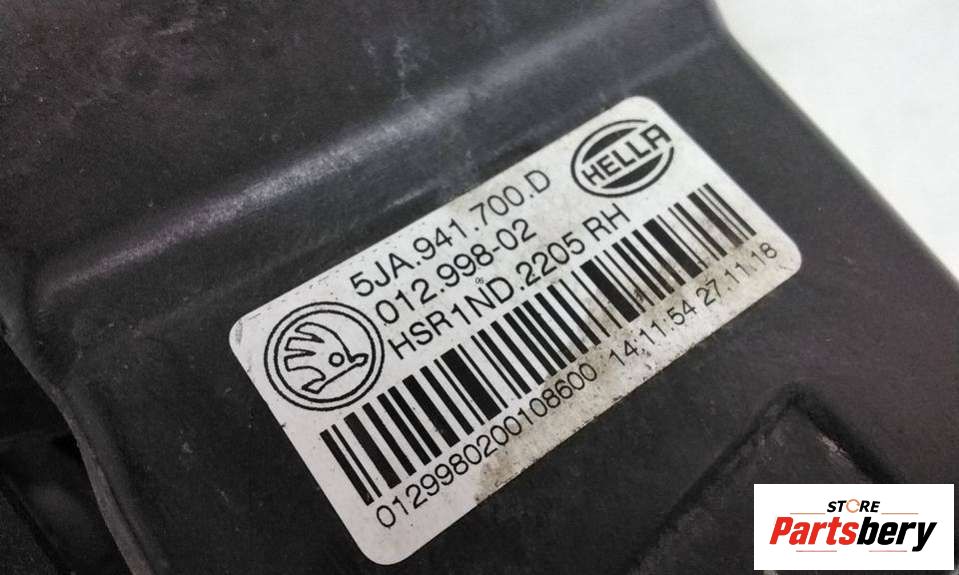 HELLA
5JA.941.700.D
012.998-02
HSR1ND.2205 RH
0129980200108600 14:11:54 27.11.18
STORE
Partsbery